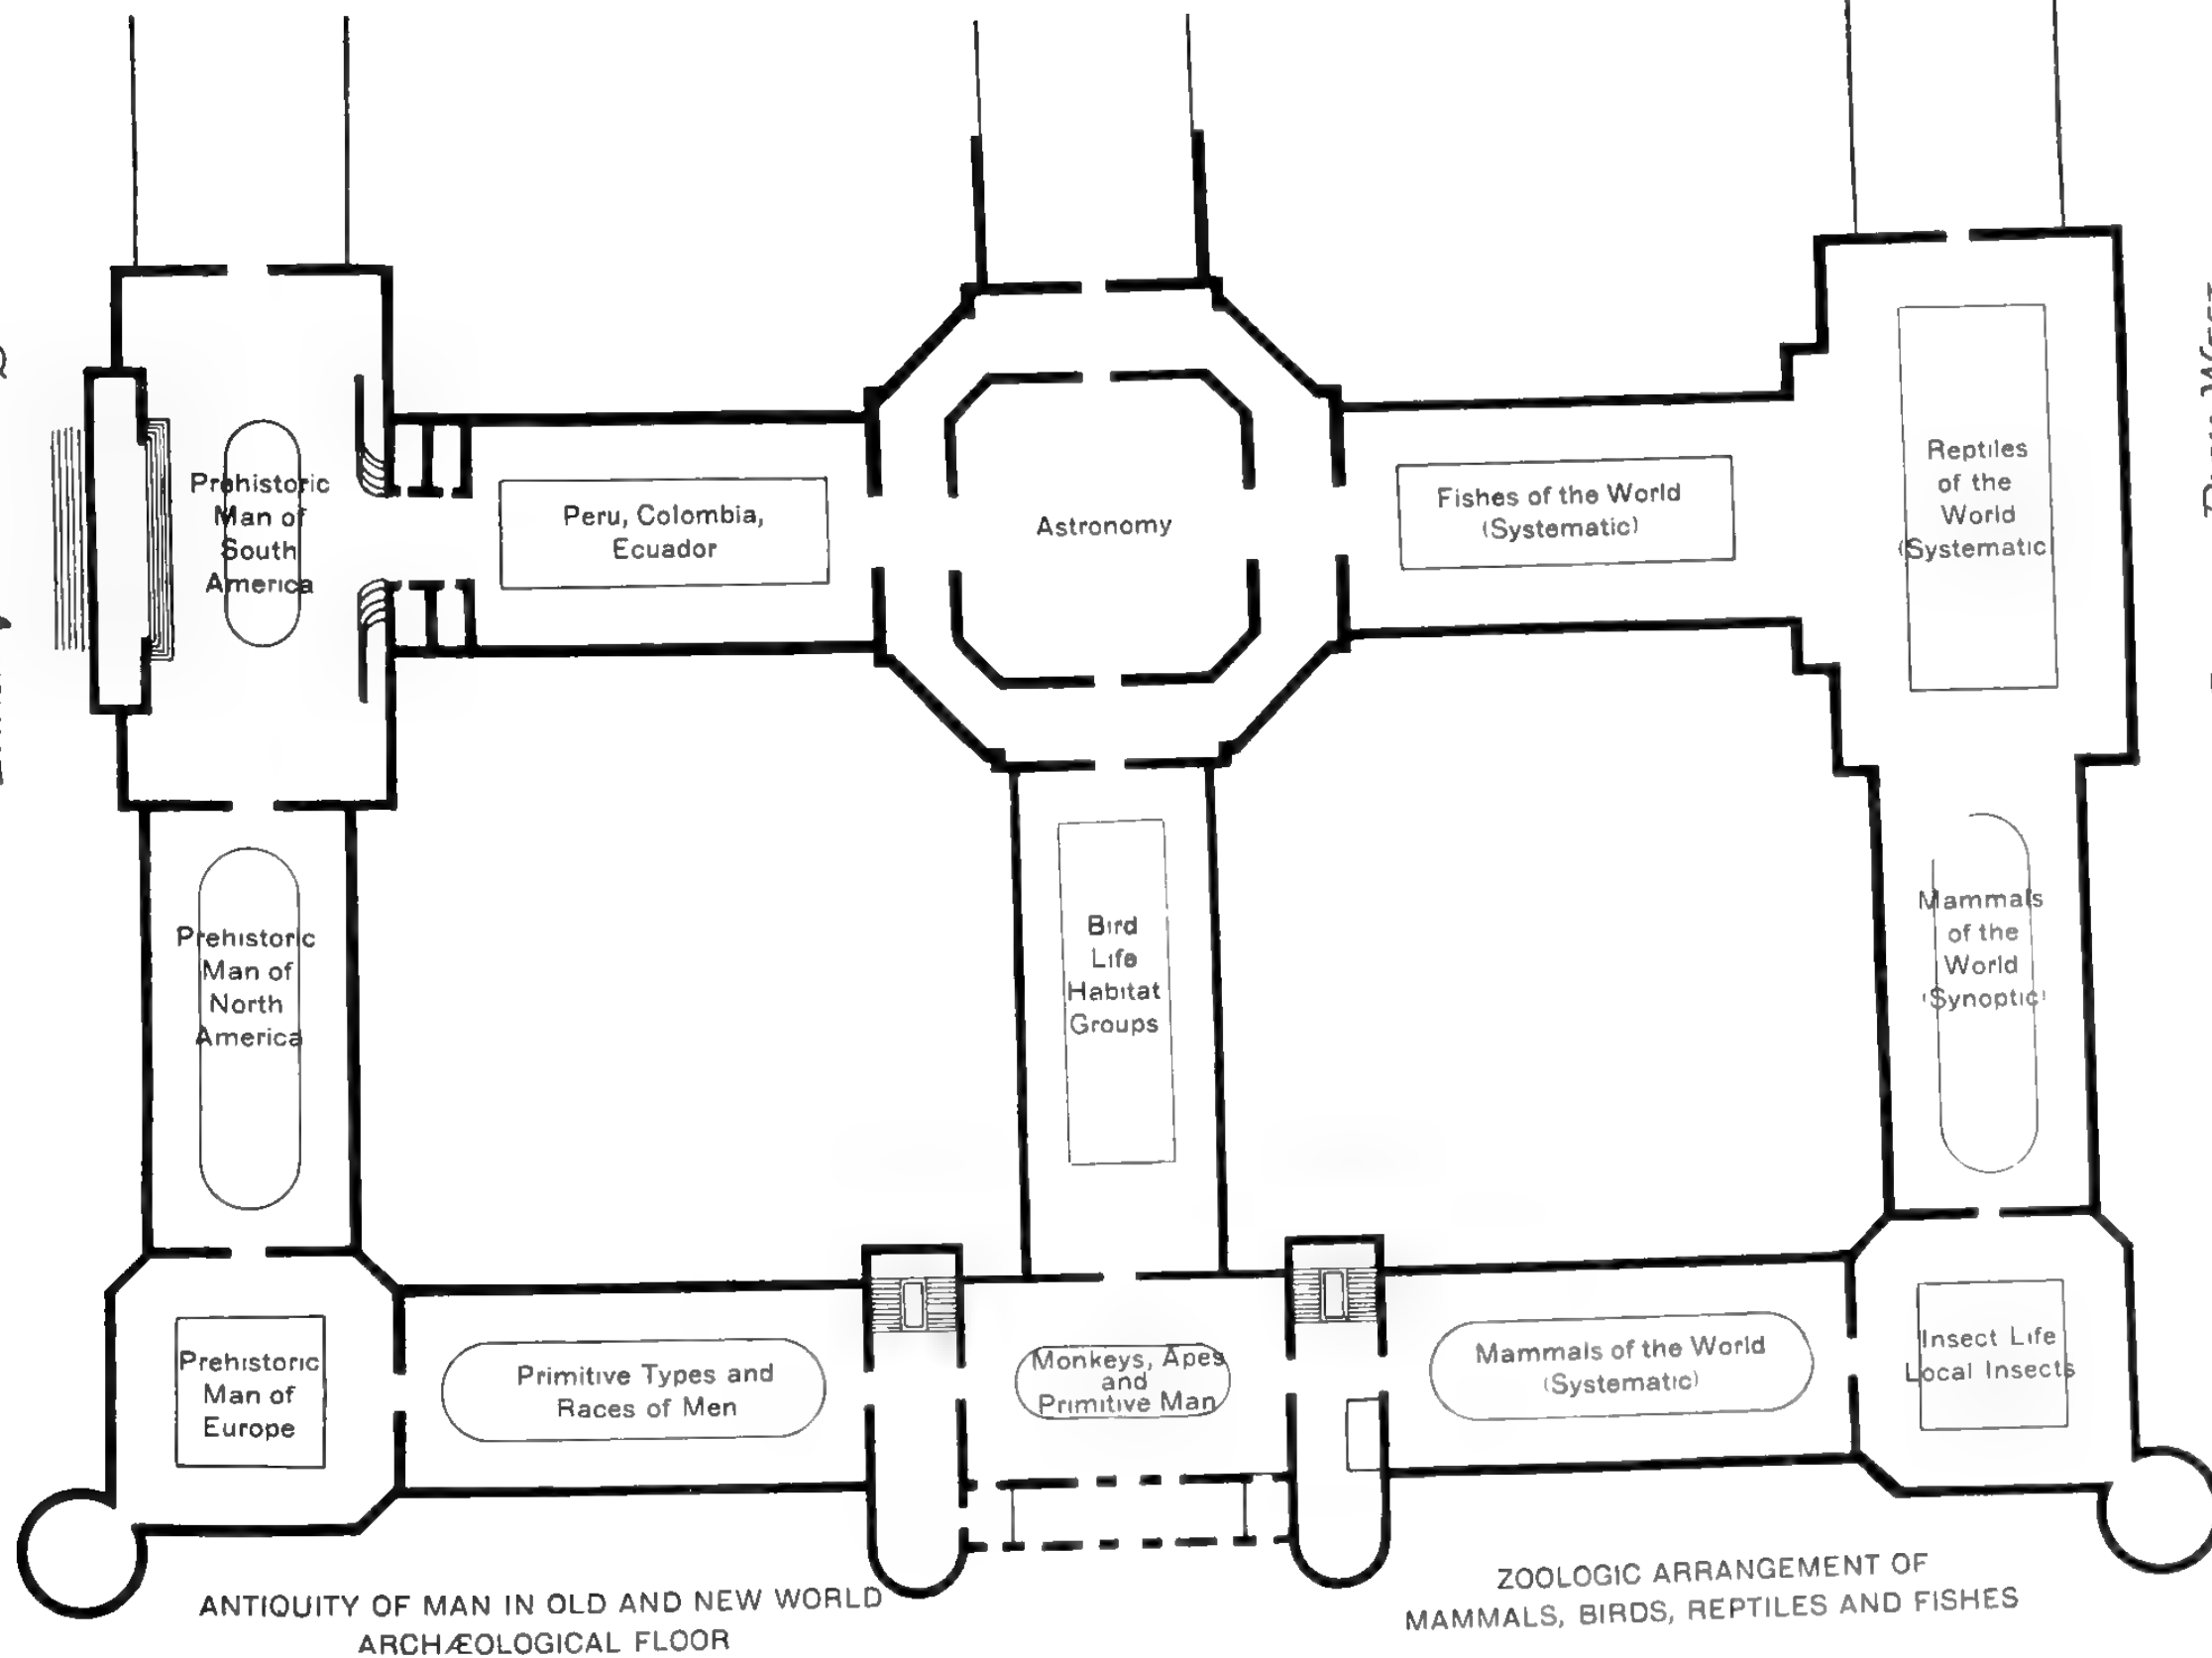 Prehistoric
Man of
South
America
Peru, Colombia,
Ecuador
Astronomy
Fishes of the World
(Systematic)
Reptiles
of the
World
(Systematic
Prehistoric
Man of
North
America
Bird
Life
Habitat
Groups
Mammals
of the
World
(Synoptic)
Prehistoric
Man of
Europe
Primitive Types and
Races of Men
Monkeys, Apes
and
Primitive Man
Mammals of the World
(Systematic)
Insect Life
Local Insects
ANTIQUITY OF MAN IN OLD AND NEW WORLD
ARCHÆOLOGICAL FLOOR
ZOOLOGIC ARRANGEMENT OF
MAMMALS, BIRDS, REPTILES AND FISHES